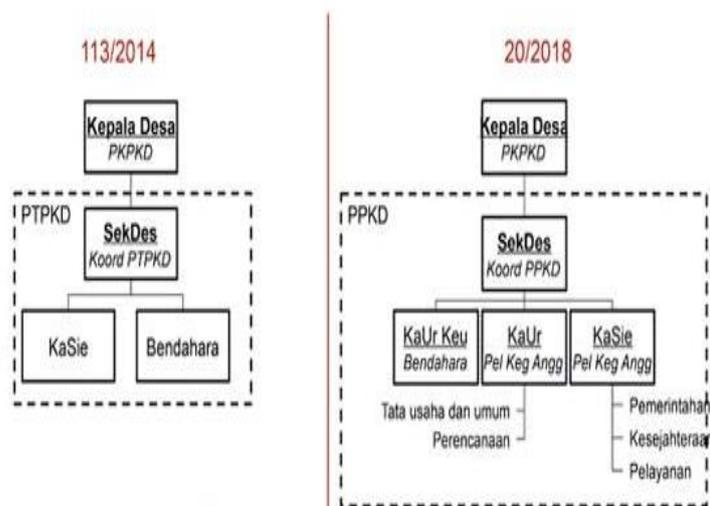 113/2014
Kepala Desa
PKPKD
PTPKD
SekDes
Koord PTPKD
KaSie
Bendahara
20/2018
Kepala Desa
PKPKD
PPKD
SekDes
Koord PPKD
KaUr Keu
Bendahara
KaUr
Pel Keg Angg
KaSie
Pel Keg Angg
Tata usaha dan umum
Perencanaan
Pemerintahan
Kesejahteraan
Pelayanan